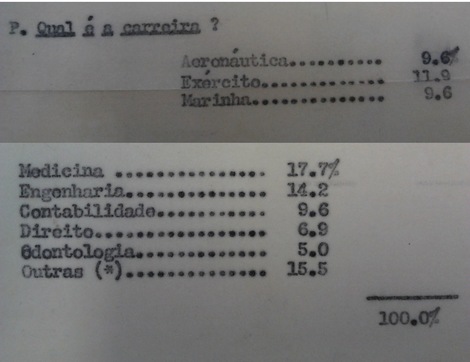 P. Qual é a carreira ?
Aeronáutica........... 9.6%
Exército.............. 11.9
Marinha............... 9.6
Medicina ............... 17.7%
Engenharia.............. 14.2
Contabilidade........... 9.6
Direito................. 6.9
Odontologia............. 5.0
Outras (*).............. 15.5
100.0%